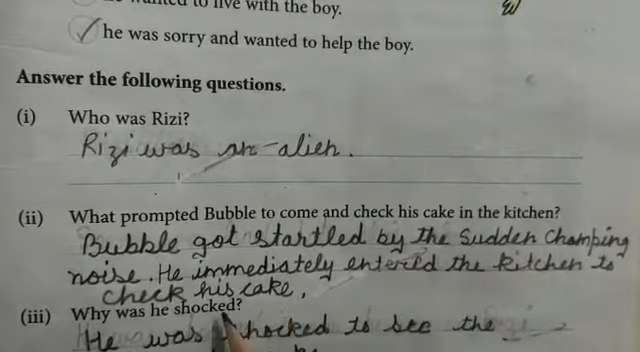 wanted to live with the boy.
he was sorry and wanted to help the boy.
Answer the following questions.
(i) Who was Rizi?
Rizi was an alien.
(ii) What prompted Bubble to come and check his cake in the kitchen?
Bubble got startled by the sudden chomping
noise. He immediately entered the kitchen to
check his cake.
(iii) Why was he shocked?
He was shocked to see the